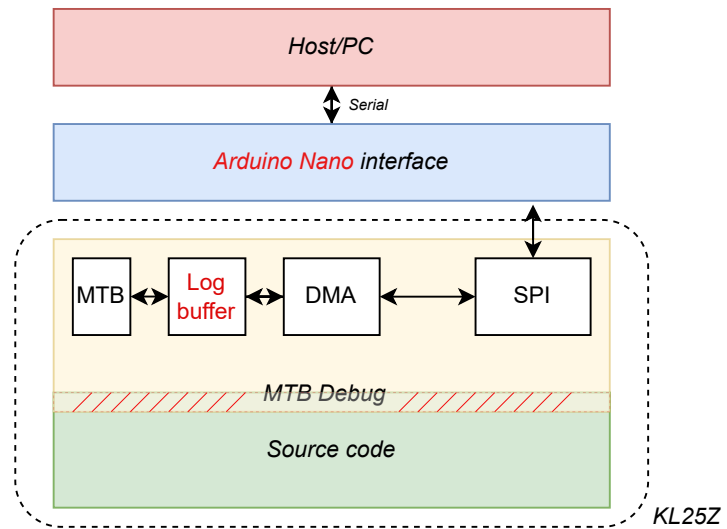 Host/PC
Serial
Arduino Nano interface
MTB
Log
buffer
DMA
SPI
MTB Debug
Source code
KL25Z